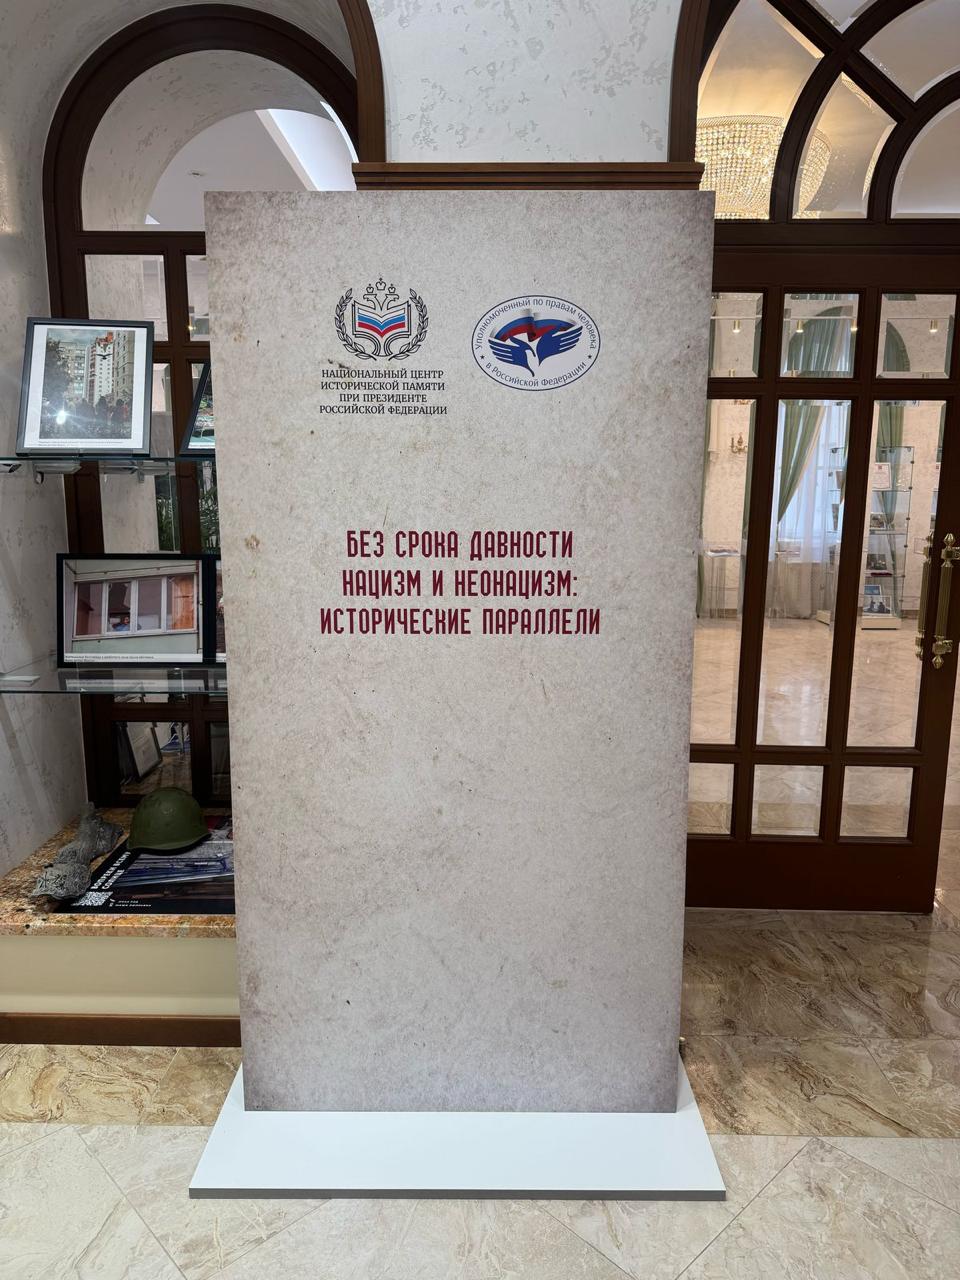 НАЦИОНАЛЬНЫЙ ЦЕНТР
ИСТОРИЧЕСКОЙ ПАМЯТИ
ПРИ ПРЕЗИДЕНТЕ
РОССИЙСКОЙ ФЕДЕРАЦИИ
Уполномоченный по правам человека
в Российской Федерации
БЕЗ СРОКА ДАВНОСТИ
НАЦИЗМ И НЕОНАЦИЗМ:
ИСТОРИЧЕСКИЕ ПАРАЛЛЕЛИ